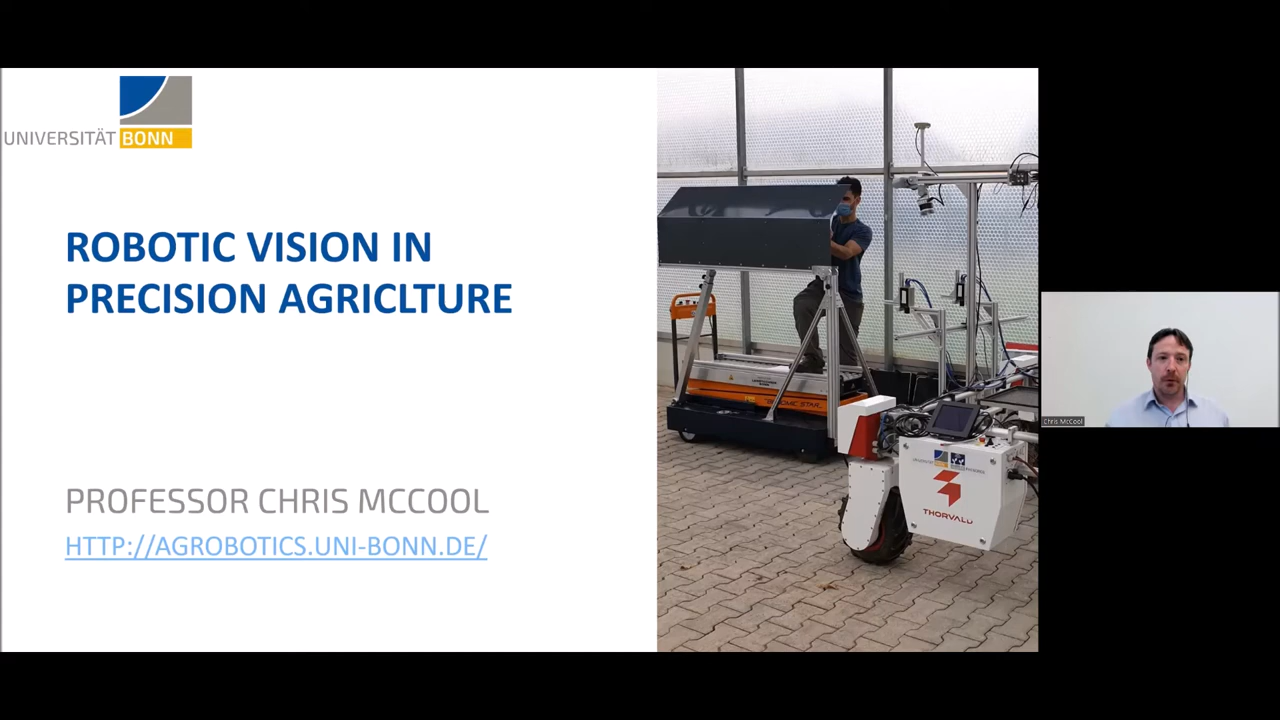 UNIVERSITÄT BONN
ROBOTIC VISION IN
PRECISION AGRICLTURE
PROFESSOR CHRIS MCCOOL
HTTP://AGROBOTICS.UNI-BONN.DE/
THORVALD
Chris McCool